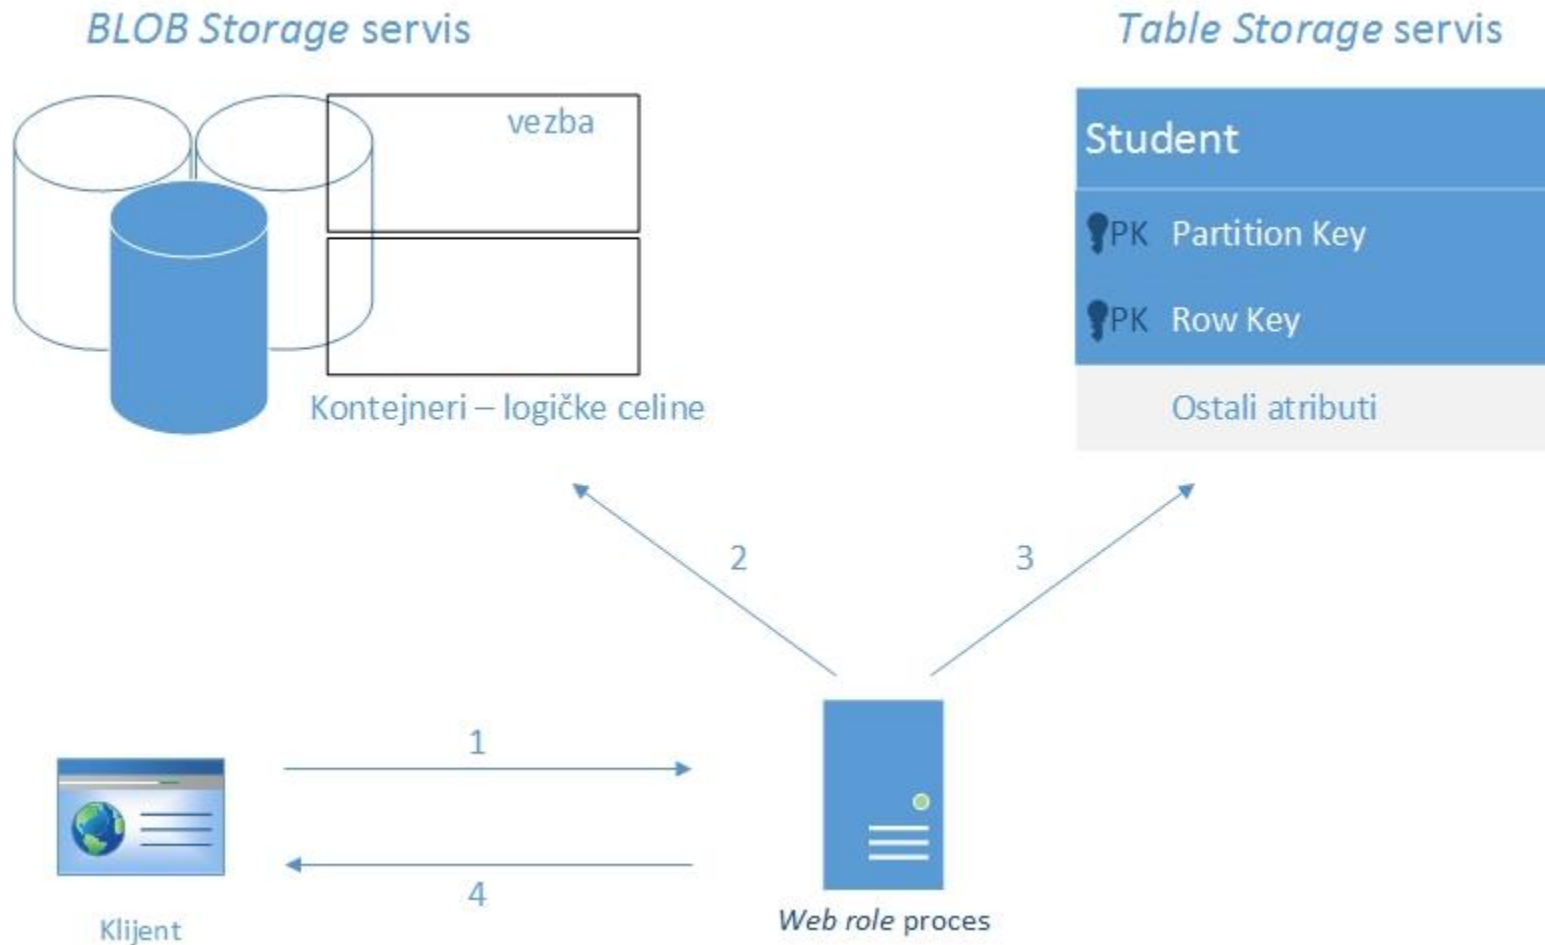 BLOB Storage servis
Table Storage servis
vezba
Kontejneri – logičke celine
Student
PK Partition Key
PK Row Key
Ostali atributi
2
3
1
4
Klijent
Web role proces